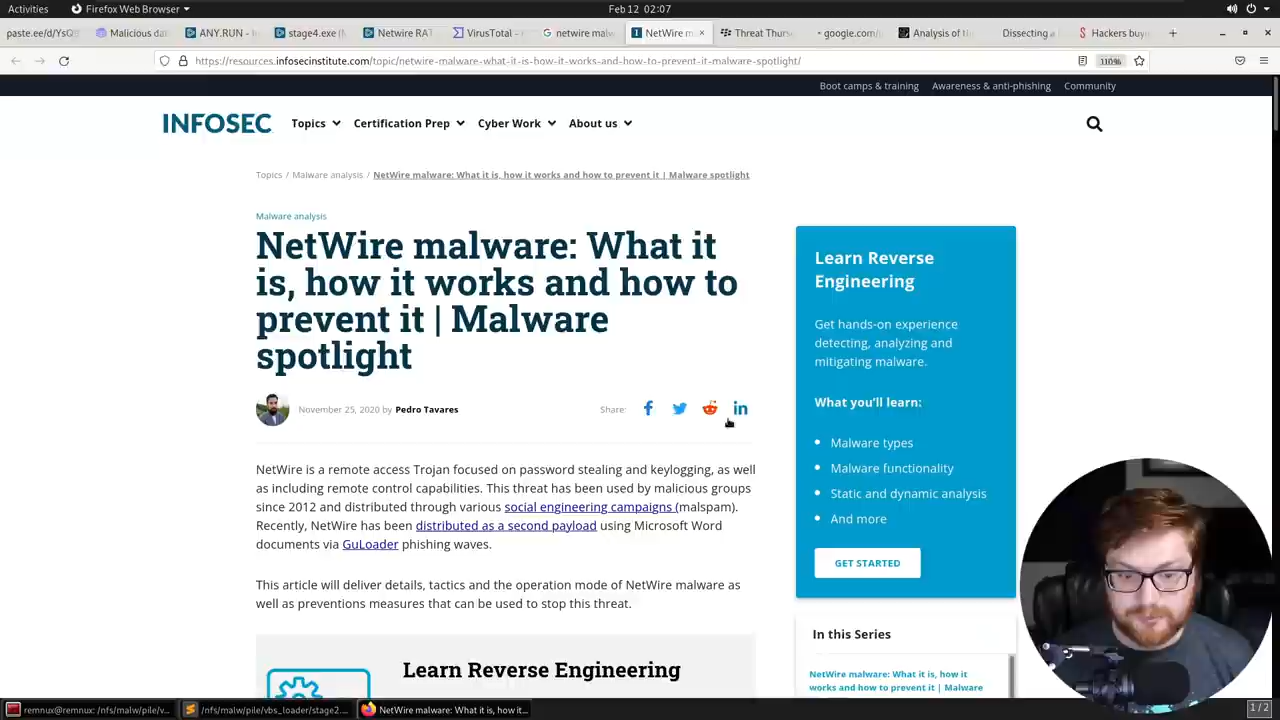 Activities
Firefox Web Browser
Feb 12 02:07
paste.ee/d/YsQ
Malicious da
ANY.RUN - I
stage4.exe (M
Netwire RAT
VirusTotal -
netwire malw
NetWire m
Threat Thurs
google.com/
Analysis of t
Dissecting
Hackers buy
https://resources.infosecinstitute.com/topic/netwire-malware-what-it-is-how-it-works-and-how-to-prevent-it-malware-spotlight/
110%
Boot camps & training
Awareness & anti-phishing
Community
INFOSEC
Topics
Certification Prep
Cyber Work
About us
Topics / Malware analysis / NetWire malware: What it is, how it works and how to prevent it | Malware spotlight
Malware analysis
NetWire malware: What it
is, how it works and how to
prevent it | Malware
spotlight
November 25, 2020 by Pedro Tavares
Share:
NetWire is a remote access Trojan focused on password stealing and keylogging, as well
as including remote control capabilities. This threat has been used by malicious groups
since 2012 and distributed through various social engineering campaigns (malspam).
Recently, NetWire has been distributed as a second payload using Microsoft Word
documents via GuLoader phishing waves.
This article will deliver details, tactics and the operation mode of NetWire malware as
well as preventions measures that can be used to stop this threat.
Learn Reverse Engineering
Learn Reverse
Engineering
Get hands-on experience
detecting, analyzing and
mitigating malware.
What you'll learn:
Malware types
Malware functionality
Static and dynamic analysis
And more
GET STARTED
In this Series
NetWire malware: What it is, how it
works and how to prevent it | Malware
remnux@remnux: /nfs/malw/pile/v...
/nfs/malw/pile/vbs_loader/stage2....
NetWire malware: What it is, how it...
1 / 2